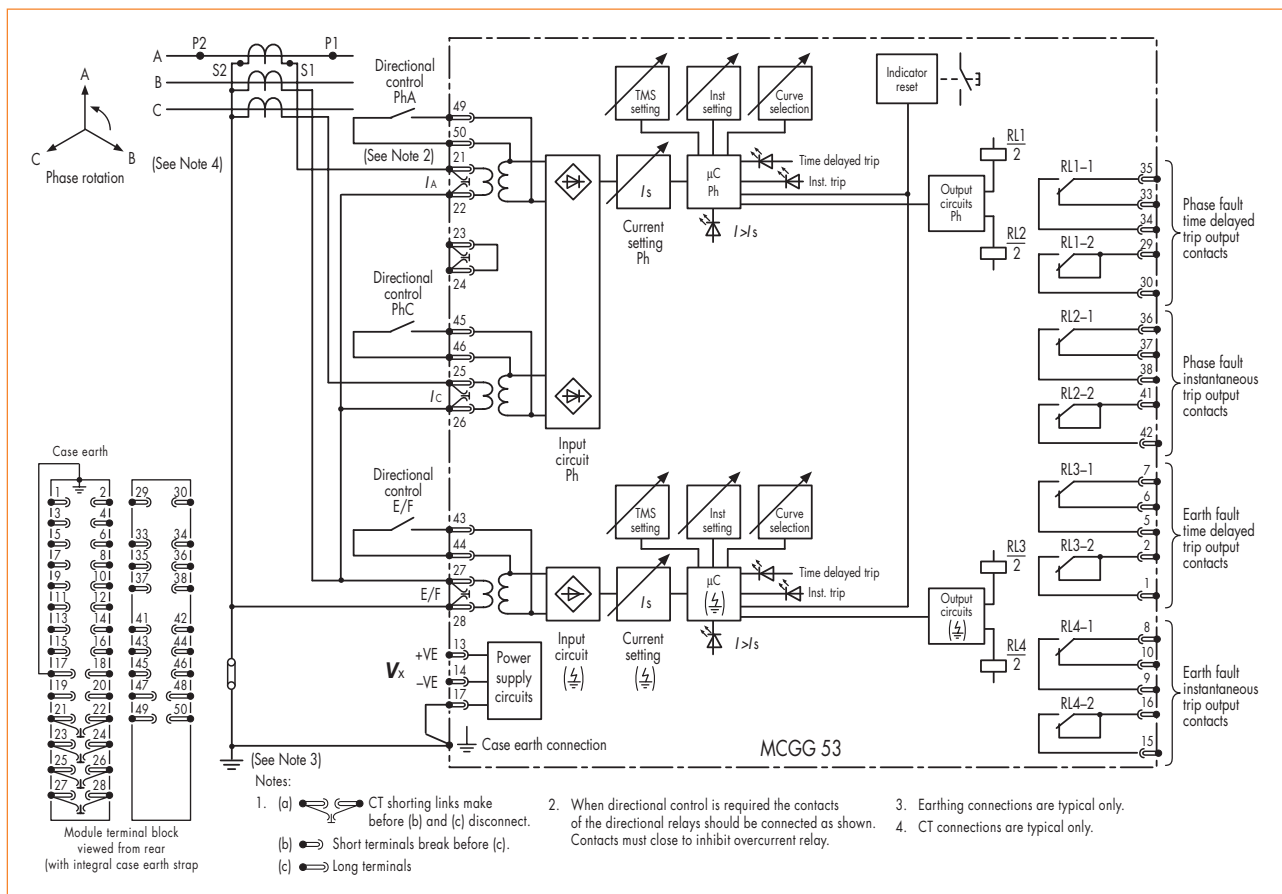 A
P2
P1
S2
S1
B
C
A
C
B
Phase rotation
(See Note 4)
Directional
control
PhA
49
50
(See Note 2)
21
IA
22
23
24
Directional
control
PhC
45
46
25
IC
26
Input
circuit
Ph
Is
Current
setting
Ph
TMS
setting
Inst
setting
Curve
selection
µC
Ph
Time delayed trip
Inst. trip
I>Is
Indicator
reset
Output
circuits
Ph
RL1
2
RL2
2
RL1–1
35
33
34
RL1–2
29
30
Phase fault
time delayed
trip output
contacts
RL2–1
36
37
38
RL2–2
41
42
Phase fault
instantaneous
trip output
contacts
Directional
control
E/F
43
44
27
E/F
28
Input
circuit
Is
Current
setting
TMS
setting
Inst
setting
Curve
selection
µC
Time delayed trip
Inst. trip
I>Is
Output
circuits
RL3
2
RL4
2
RL3–1
7
6
5
RL3–2
2
1
Earth fault
time delayed
trip output
contacts
RL4–1
8
10
9
RL4–2
16
15
Earth fault
instantaneous
trip output
contacts
Vx
+VE
13
–VE
14
17
Power
supply
circuits
Case earth connection
MCGG 53
Case earth
1 2 29 30
3 4
5 6 33 34
7 8 35 36
9 10 37 38
11 12
13 14 41 42
15 16 43 44
17 18 45 46
19 20 47 48
21 22 49 50
23 24
25 26
27 28
Module terminal block
viewed from rear
(with integral case earth strap
(See Note 3)
Notes:
1. (a) CT shorting links make
before (b) and (c) disconnect.
(b) Short terminals break before (c).
(c) Long terminals
2. When directional control is required the contacts
of the directional relays should be connected as shown.
Contacts must close to inhibit overcurrent relay.
3. Earthing connections are typical only.
4. CT connections are typical only.